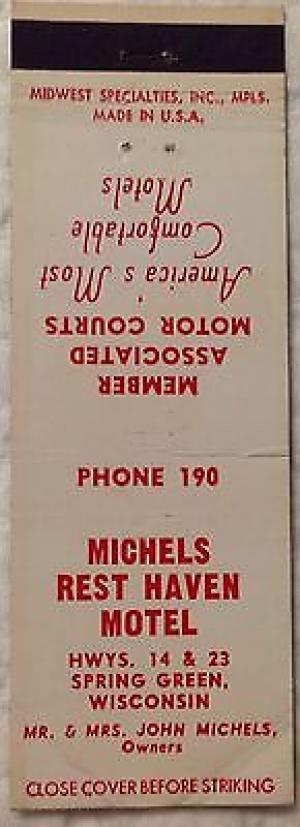 MIDWEST SPECIALTIES, INC., MPLS.
MADE IN U.S.A.
MEMBER
ASSOCIATED
MOTOR COURTS
America's Most
Comfortable
Motels
PHONE 190
MICHELS
REST HAVEN
MOTEL
HWYS. 14 & 23
SPRING GREEN,
WISCONSIN
MR. & MRS. JOHN MICHELS,
Owners
CLOSE COVER BEFORE STRIKING